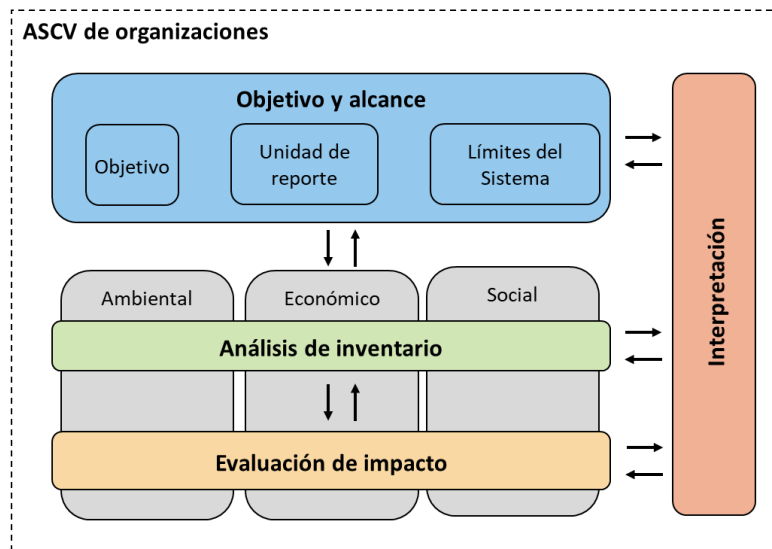 ASCV de organizaciones
Objetivo y alcance
Objetivo
Unidad de
reporte
Límites del
Sistema
Ambiental
Económico
Social
Análisis de inventario
Evaluación de impacto
Interpretación